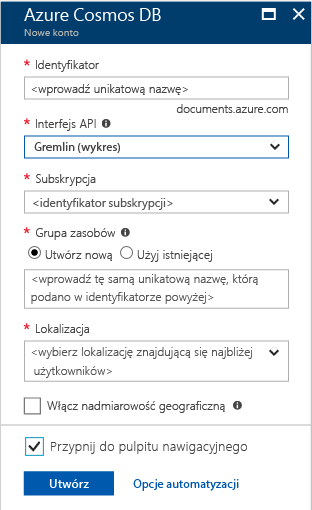 Azure Cosmos DB
Nowe konto
* Identyfikator
<wprowadź unikatową nazwę>
documents.azure.com
* Interfejs API
Gremlin (wykres)
* Subskrypcja
<identyfikator subskrypcji>
* Grupa zasobów
Utwórz nową Użyj istniejącej
<wprowadź tę samą unikatową nazwę, którą
podano w identyfikatorze powyżej>
* Lokalizacja
<wybierz lokalizację znajdującą się najbliżej
użytkowników>
Włącz nadmiarowość geograficzną
Przypnij do pulpitu nawigacyjnego
Utwórz Opcje automatyzacji